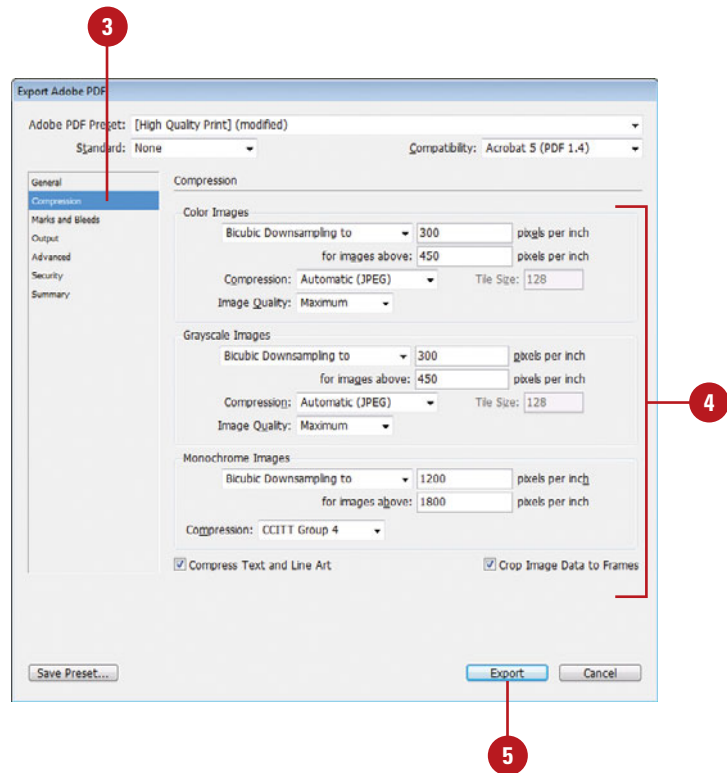 3
Export Adobe PDF
Adobe PDF Preset: [High Quality Print] (modified)
Standard: None Compatibility: Acrobat 5 (PDF 1.4)
General
Compression
Marks and Bleeds
Output
Advanced
Security
Summary
Compression
Color Images
Bicubic Downsampling to 300 pixels per inch
for images above: 450 pixels per inch
Compression: Automatic (JPEG) Tile Size: 128
Image Quality: Maximum
Grayscale Images
Bicubic Downsampling to 300 pixels per inch
for images above: 450 pixels per inch
Compression: Automatic (JPEG) Tile Size: 128
Image Quality: Maximum
4
Monochrome Images
Bicubic Downsampling to 1200 pixels per inch
for images above: 1800 pixels per inch
Compression: CCITT Group 4
Compress Text and Line Art Crop Image Data to Frames
Save Preset... Export Cancel
5